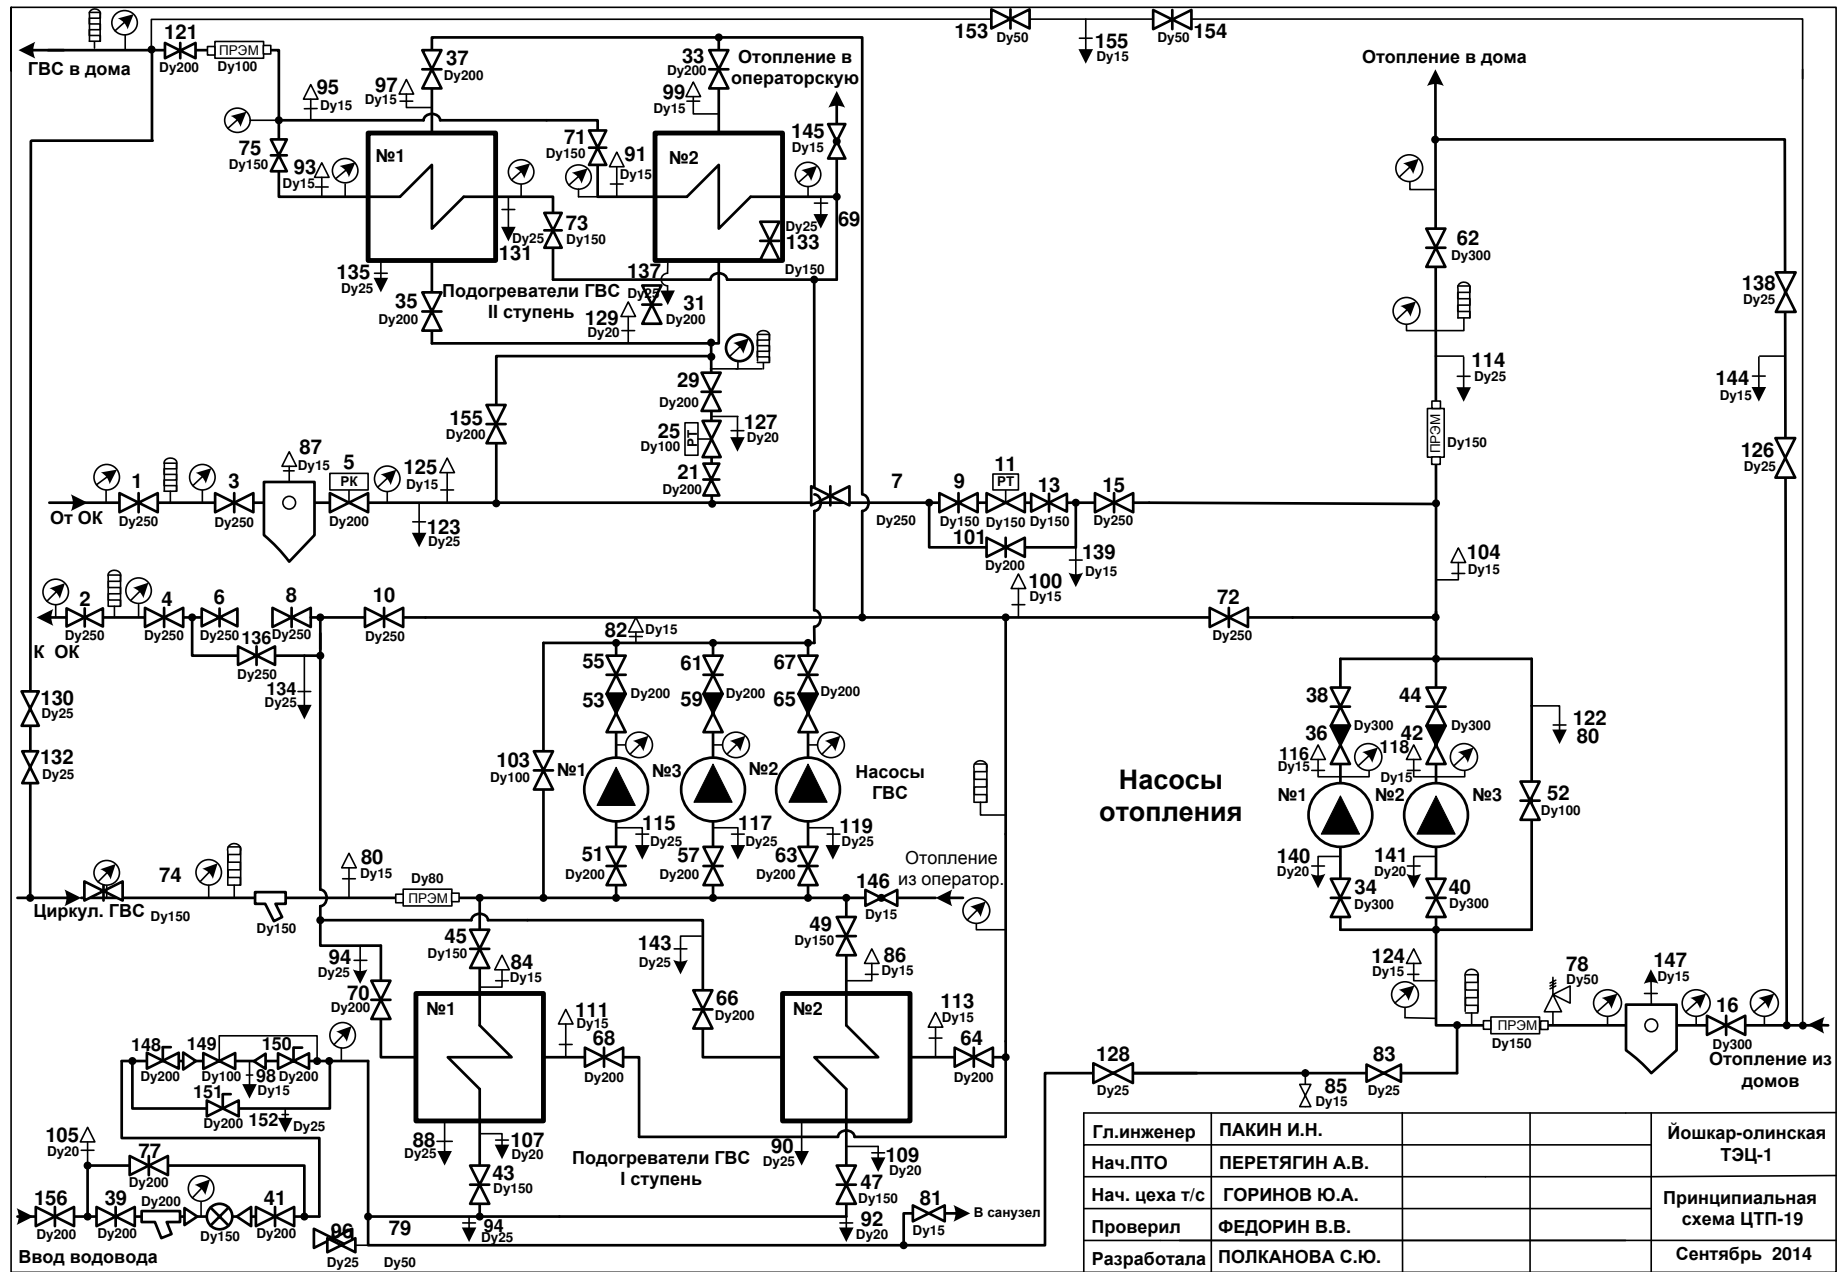 121
ПРЭМ
Dy200
Dy100
ГВС в дома
37
Dy200
33
Dy200
Отопление в
операторскую
153
Dy50
155
Dy15
Dy50
154
Отопление в дома
95
Dy15
97
Dy15
99
Dy15
145
Dy15
75
Dy150
93
Dy15
№1
71
Dy150
91
Dy15
№2
73
Dy150
Dy25
131
69
Dy25
133
Dy150
135
Dy25
35
Dy200
Подогреватели ГВС
II ступень
137
Dy25
31
Dy200
129
Dy20
62
Dy300
138
Dy25
114
Dy25
144
Dy15
ПРЭМ
Dy150
126
Dy25
29
Dy200
155
Dy200
25
Dy100
РТ
127
Dy20
21
Dy200
87
Dy15
5
РК
Dy200
125
Dy15
123
Dy25
1
Dy250
3
Dy250
От ОК
7
Dy250
9
Dy150
11
РТ
Dy150
13
Dy150
15
Dy250
101
Dy200
139
Dy15
104
Dy15
100
Dy15
2
Dy250
4
Dy250
6
Dy250
8
Dy250
10
Dy250
72
Dy250
К ОК
136
Dy250
134
Dy25
82
Dy15
55
Dy200
53
61
Dy200
59
67
Dy200
65
130
Dy25
132
Dy25
103
Dy100
№1
№3
№2
Насосы
ГВС
115
Dy25
117
Dy25
119
Dy25
51
Dy200
57
Dy200
63
Dy200
38
Dy300
36
44
Dy300
42
122
80
116
Dy15
118
Dy15
Насосы
отопления
№1
№2
№3
52
Dy100
140
Dy20
141
Dy20
34
Dy300
40
Dy300
Отопление
из оператор.
146
Dy15
74
Циркул. ГВС
Dy150
Dy150
80
Dy15
Dy80
ПРЭМ
45
Dy150
49
Dy150
94
Dy25
70
Dy200
84
Dy15
143
Dy25
66
Dy200
86
Dy15
№1
№2
111
Dy15
68
Dy200
113
Dy15
64
Dy200
124
Dy15
78
Dy50
147
Dy15
ПРЭМ
Dy150
16
Dy300
Отопление из
домов
128
Dy25
85
Dy15
83
Dy25
148
Dy200
149
Dy100
150
Dy200
98
Dy15
151
Dy200
152
Dy25
105
Dy20
77
Dy200
156
Dy200
39
Dy200
Dy150
41
Dy200
Ввод водовода
96
Dy25
79
Dy50
88
Dy25
107
Dy20
43
Dy150
94
Dy25
Подогреватели ГВС
I ступень
90
Dy25
109
Dy20
47
Dy150
92
Dy20
81
Dy15
В санузел
Гл.инженер ПАКИН И.Н.
Нач.ПТО ПЕРЕТЯГИН А.В.
Нач. цеха т/с ГОРИНОВ Ю.А.
Проверил ФЕДОРИН В.В.
Разработала ПОЛКАНОВА С.Ю.
Йошкар-олинская
ТЭЦ-1
Принципиальная
схема ЦТП-19
Сентябрь 2014